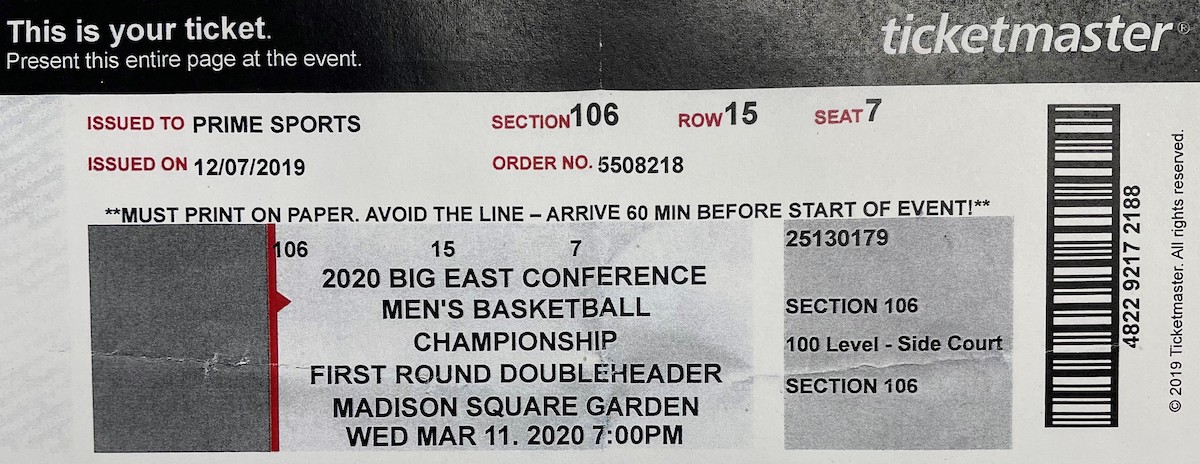 This is your ticket.
Present this entire page at the event.
ticketmaster®
ISSUED TO PRIME SPORTS
SECTION 106 ROW 15 SEAT 7
ISSUED ON 12/07/2019
ORDER NO. 5508218
**MUST PRINT ON PAPER. AVOID THE LINE – ARRIVE 60 MIN BEFORE START OF EVENT!**
106 15 7
2020 BIG EAST CONFERENCE
MEN'S BASKETBALL
CHAMPIONSHIP
FIRST ROUND DOUBLEHEADER
MADISON SQUARE GARDEN
WED MAR 11. 2020 7:00PM
25130179
SECTION 106
100 Level - Side Court
SECTION 106
4822 9217 2188
© 2019 Ticketmaster. All rights reserved.